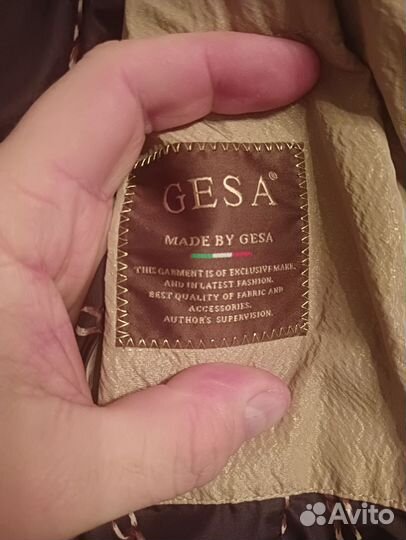 GESA®
MADE BY GESA
THE GARMENT IS OF EXCLUSIVE MAKE,
AND IN LATEST FASHION.
BEST QUALITY OF FABRIC AND
ACCESSORIES.
AUTHOR'S SUPERVISION.
Avito